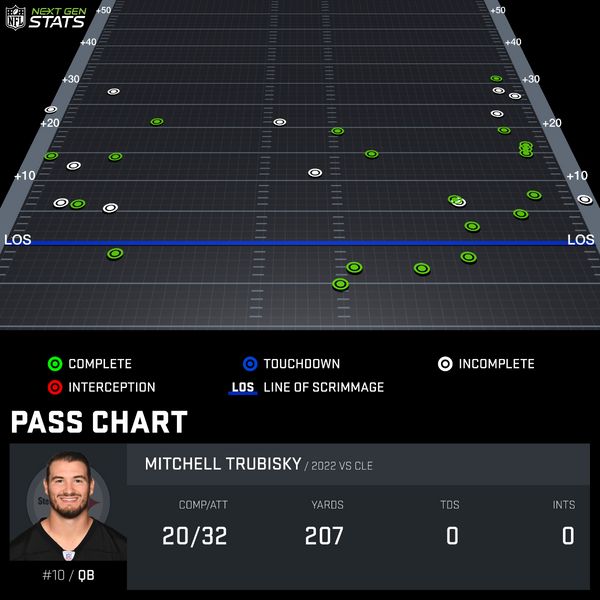 NFL NEXT GEN STATS
+50 +50
+40 +40
+30 +30
+20 +20
+10 +10
LOS LOS
COMPLETE TOUCHDOWN INCOMPLETE
INTERCEPTION LOS LINE OF SCRIMMAGE
PASS CHART
MITCHELL TRUBISKY / 2022 VS CLE
COMP/ATT YARDS TDS INTS
20/32 207 0 0
#10 / QB